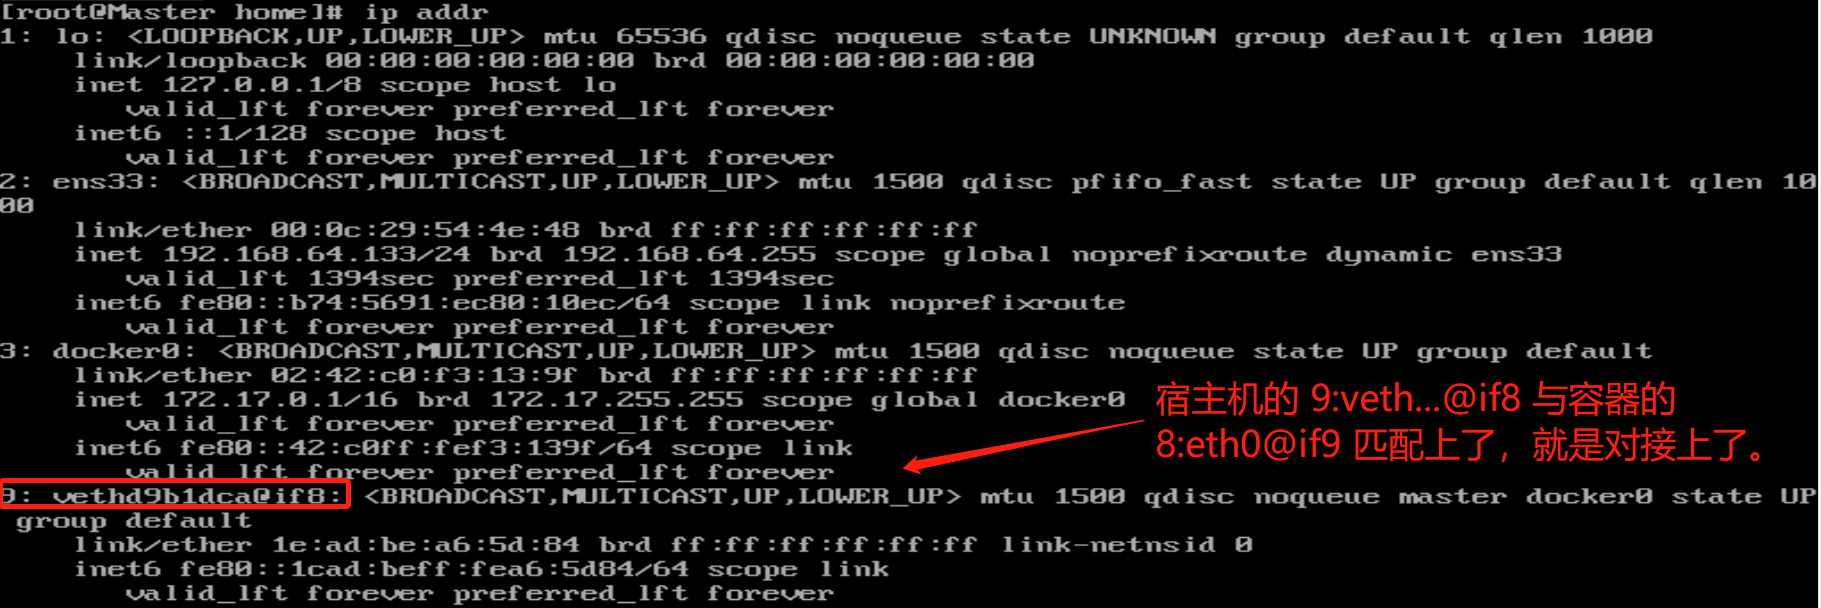 [root@Master home]# ip addr
1: lo: <LOOPBACK,UP,LOWER_UP> mtu 65536 qdisc noqueue state UNKNOWN group default qlen 1000
link/loopback 00:00:00:00:00:00 brd 00:00:00:00:00:00
inet 127.0.0.1/8 scope host lo
valid_lft forever preferred_lft forever
inet6 ::1/128 scope host
valid_lft forever preferred_lft forever
2: ens33: <BROADCAST,MULTICAST,UP,LOWER_UP> mtu 1500 qdisc pfifo_fast state UP group default qlen 10
00
link/ether 00:0c:29:54:4e:48 brd ff:ff:ff:ff:ff:ff
inet 192.168.64.133/24 brd 192.168.64.255 scope global noprefixroute dynamic ens33
valid_lft 1394sec preferred_lft 1394sec
inet6 fe80::b74:5691:ec80:10ec/64 scope link noprefixroute
valid_lft forever preferred_lft forever
3: docker0: <BROADCAST,MULTICAST,UP,LOWER_UP> mtu 1500 qdisc noqueue state UP group default
link/ether 02:42:c0:f3:13:9f brd ff:ff:ff:ff:ff:ff
inet 172.17.0.1/16 brd 172.17.255.255 scope global docker0
valid_lft forever preferred_lft forever
inet6 fe80::42:c0ff:fef3:139f/64 scope link
valid_lft forever preferred_lft forever
宿主机的 9:veth...@if8 与容器的
8:eth0@if9 匹配上了，就是对接上了。
9: vethd9b1dca@if8: <BROADCAST,MULTICAST,UP,LOWER_UP> mtu 1500 qdisc noqueue master docker0 state UP
group default
link/ether 1e:ad:be:a6:5d:84 brd ff:ff:ff:ff:ff:ff link-netnsid 0
inet6 fe80::1cad:beff:fea6:5d84/64 scope link
valid_lft forever preferred_lft forever